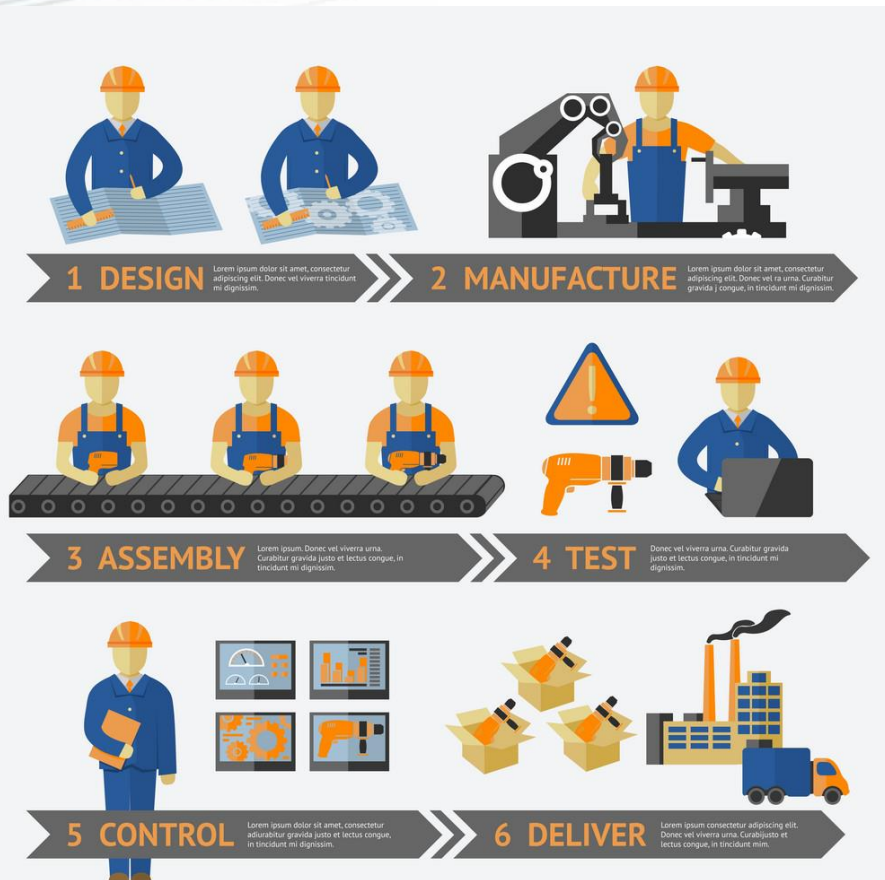 1 DESIGN
Lorem ipsum dolor sit amet, consectetur
adipiscing elit. Donec vel viverra tincidunt
mi dignissim.
2 MANUFACTURE
Lorem ipsum dolor sit amet, consectetur
adipiscing elit. Donec vel ra urna. Curabitur
gravida j congue, in tincidunt mi dignissim.
3 ASSEMBLY
Lorem ipsum. Donec vel viverra urna.
Curabitur gravida justo et lectus congue, in
tincidunt mi dignissim.
4 TEST
Donec vel viverra urna. Curabitur gravida
justo et lectus congue, in tincidunt mi
dignissim.
5 CONTROL
Lorem ipsum dolor sit amet, consectetur
adiurabitur gravida justo et lectus congue,
in tincidunt mi dignissim.
6 DELIVER
Lorem ipsum consectetur adipiscing elit.
Donec vel viverra urna. Curabijusto et
lectus congue, in tincidunt mim.